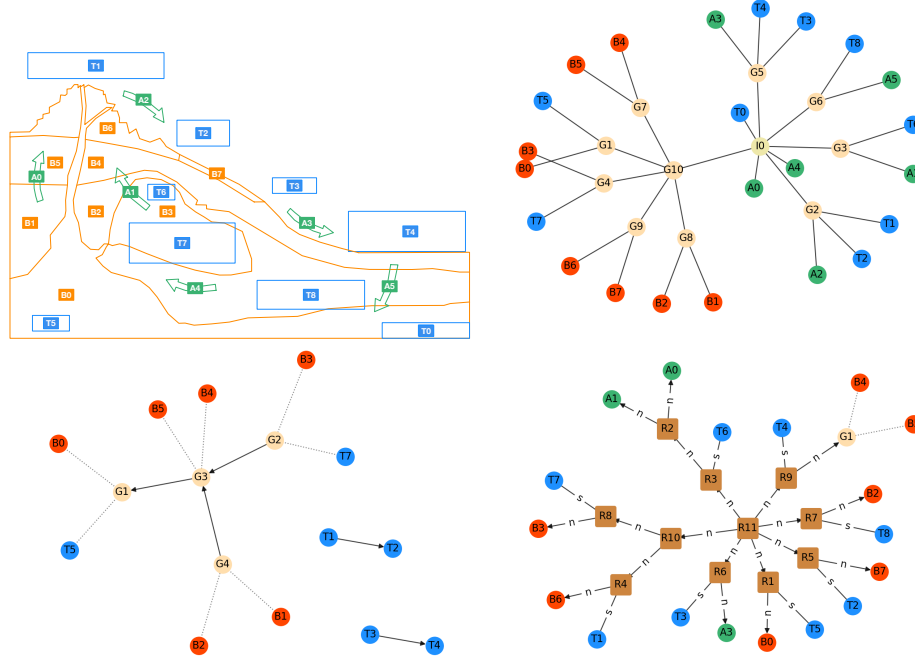 T1
A2
B6
T2
B5
B4
B7
A0
T6
T3
A1
B1
B2
B3
A3
T4
T7
A4
A5
B0
T8
T5
T0
T4
A3
T3
B4
T8
B5
G5
A5
T5
G7
G6
T0
G1
I0
G3
B3
B0
A4
G10
G4
A0
G2
T7
T1
G9
G8
T2
B6
A2
B7
B2
B1
B3
B4
B5
B0
G2
T7
G3
G1
T1
T2
T5
G4
B1
T3
T4
B2
A0
B4
A1
n
n
R2
T6
T4
G1
n
s
s
n
T7
R3
R9
s
n
n
B2
n
R8
R7
n
B3
n
n
R11
n
s
T8
R10
n
n
n
n
R5
n
B7
R6
R1
s
B6
n
R4
s
n
n
s
T2
s
T3
A3
T5
T1
B0